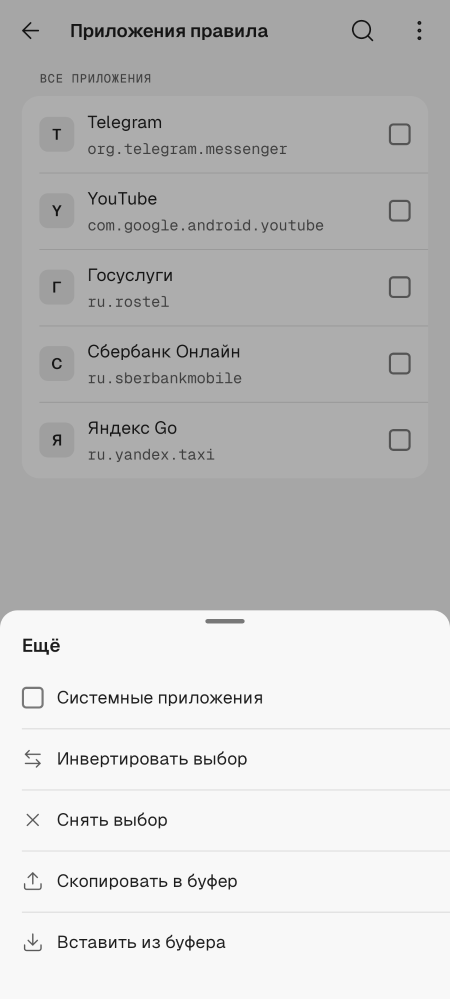 Приложения правила
ВСЕ ПРИЛОЖЕНИЯ
T
Telegram
org.telegram.messenger
Y
YouTube
com.google.android.youtube
Г
Госуслуги
ru.rostel
С
Сбербанк Онлайн
ru.sberbankmobile
Я
Яндекс Go
ru.yandex.taxi
Ещё
Системные приложения
Инвертировать выбор
Снять выбор
Скопировать в буфер
Вставить из буфера